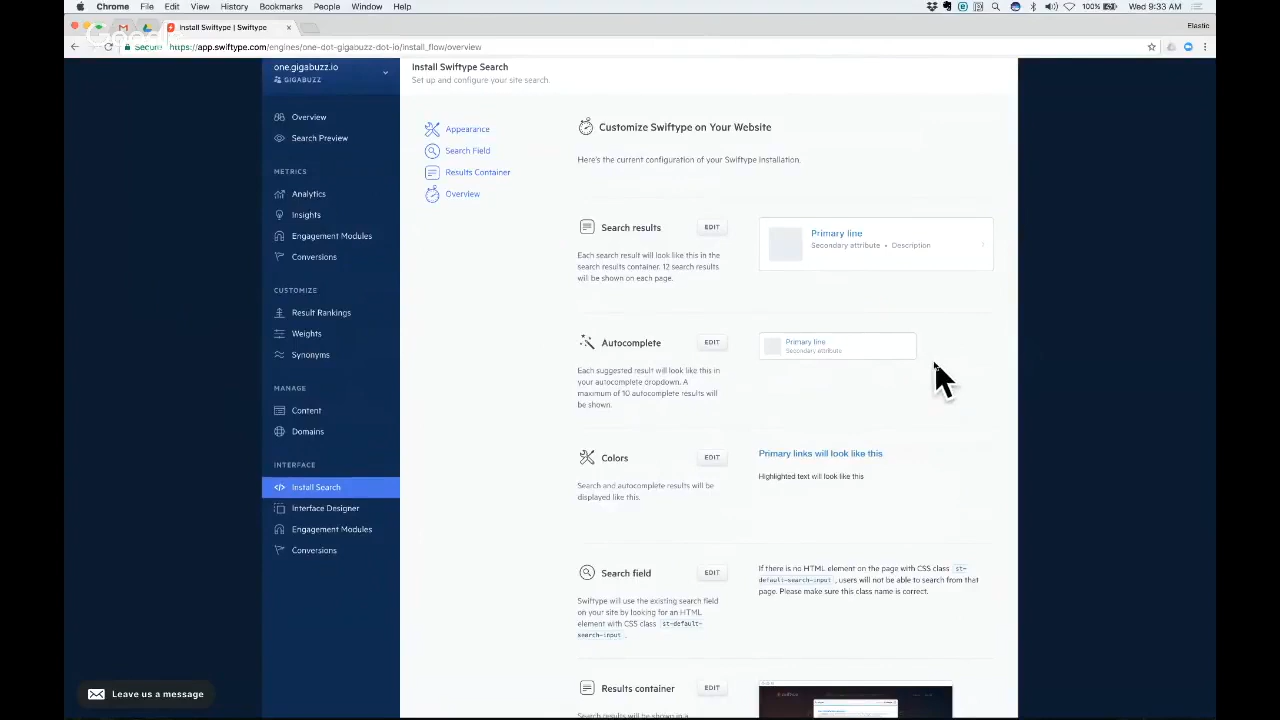 Chrome File Edit View History Bookmarks People Window Help 100% Wed 9:33 AM
Install Swiftype | Swiftype
Elastic
Secure https://app.swiftype.com/engines/one-dot-gigabuzz-dot-io/install_flow/overview
one.gigabuzz.io
GIGABUZZ
Overview
Search Preview
METRICS
Analytics
Insights
Engagement Modules
Conversions
CUSTOMIZE
Result Rankings
Weights
Synonyms
MANAGE
Content
Domains
INTERFACE
Install Search
Interface Designer
Engagement Modules
Conversions
Leave us a message
Install Swiftype Search
Set up and configure your site search.
Appearance
Search Field
Results Container
Overview
Customize Swiftype on Your Website
Here's the current configuration of your Swiftype Installation.
Search results EDIT
Each search result will look like this in the
search results container. 12 search results
will be shown on each page.
Primary line
Secondary attribute • Description
Autocomplete EDIT
Each suggested result will look like this in
your autocomplete dropdown. A
maximum of 10 autocomplete results will
be shown.
Primary line
Secondary attribute
Colors EDIT
Search and autocomplete results will be
displayed like this.
Primary links will look like this
Highlighted text will look like this
Search field EDIT
Swiftype will use the existing search field
on your site by looking for an HTML
element with CSS class st-default-
search-input .
If there is no HTML element on the page with CSS class st-
default-search-input , users will not be able to search from that
page. Please make sure this class name is correct.
Results container EDIT
Search results will be shown in a
swiftype